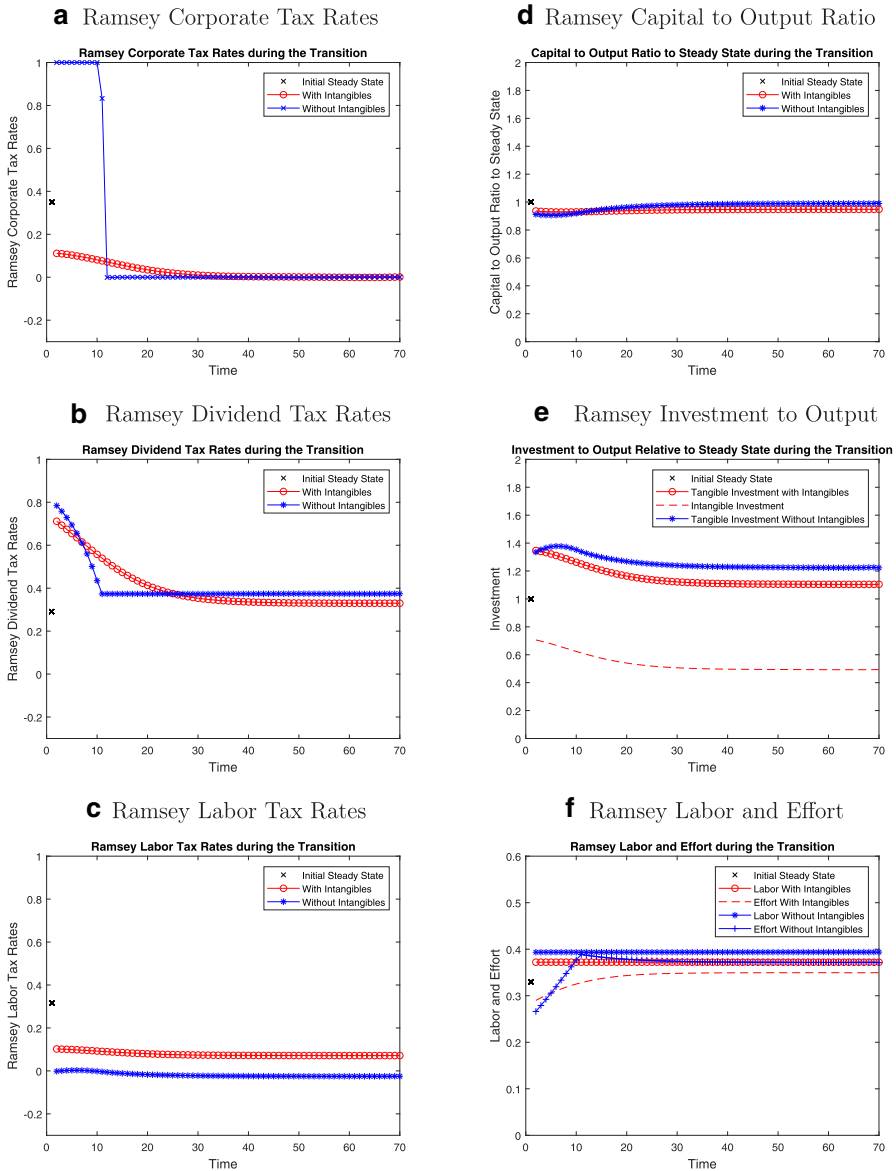 a Ramsey Corporate Tax Rates
Ramsey Corporate Tax Rates during the Transition
Initial Steady State
With Intangibles
Without Intangibles
Ramsey Corporate Tax Rates
1
0.8
0.6
0.4
0.2
0
-0.2
0 10 20 30 40 50 60 70
Time
d Ramsey Capital to Output Ratio
Capital to Output Ratio to Steady State during the Transition
Initial Steady State
With Intangibles
Without Intangibles
Capital to Output Ratio to Steady State
2
1.8
1.6
1.4
1.2
1
0.8
0.6
0.4
0.2
0
0 10 20 30 40 50 60 70
Time
b Ramsey Dividend Tax Rates
Ramsey Dividend Tax Rates during the Transition
Initial Steady State
With Intangibles
Without Intangibles
Ramsey Dividend Tax Rates
1
0.8
0.6
0.4
0.2
0
-0.2
0 10 20 30 40 50 60 70
Time
e Ramsey Investment to Output
Investment to Output Relative to Steady State during the Transition
Initial Steady State
Tangible Investment with Intangibles
Intangible Investment
Tangible Investment Without Intangibles
Investment
2
1.8
1.6
1.4
1.2
1
0.8
0.6
0.4
0.2
0
0 10 20 30 40 50 60 70
Time
c Ramsey Labor Tax Rates
Ramsey Labor Tax Rates during the Transition
Initial Steady State
With Intangibles
Without Intangibles
Ramsey Labor Tax Rates
1
0.8
0.6
0.4
0.2
0
-0.2
0 10 20 30 40 50 60 70
Time
f Ramsey Labor and Effort
Ramsey Labor and Effort during the Transition
Initial Steady State
Labor With Intangibles
Effort With Intangibles
Labor Without Intangibles
Effort Without Intangibles
Labor and Effort
0.6
0.5
0.4
0.3
0.2
0.1
0
0 10 20 30 40 50 60 70
Time